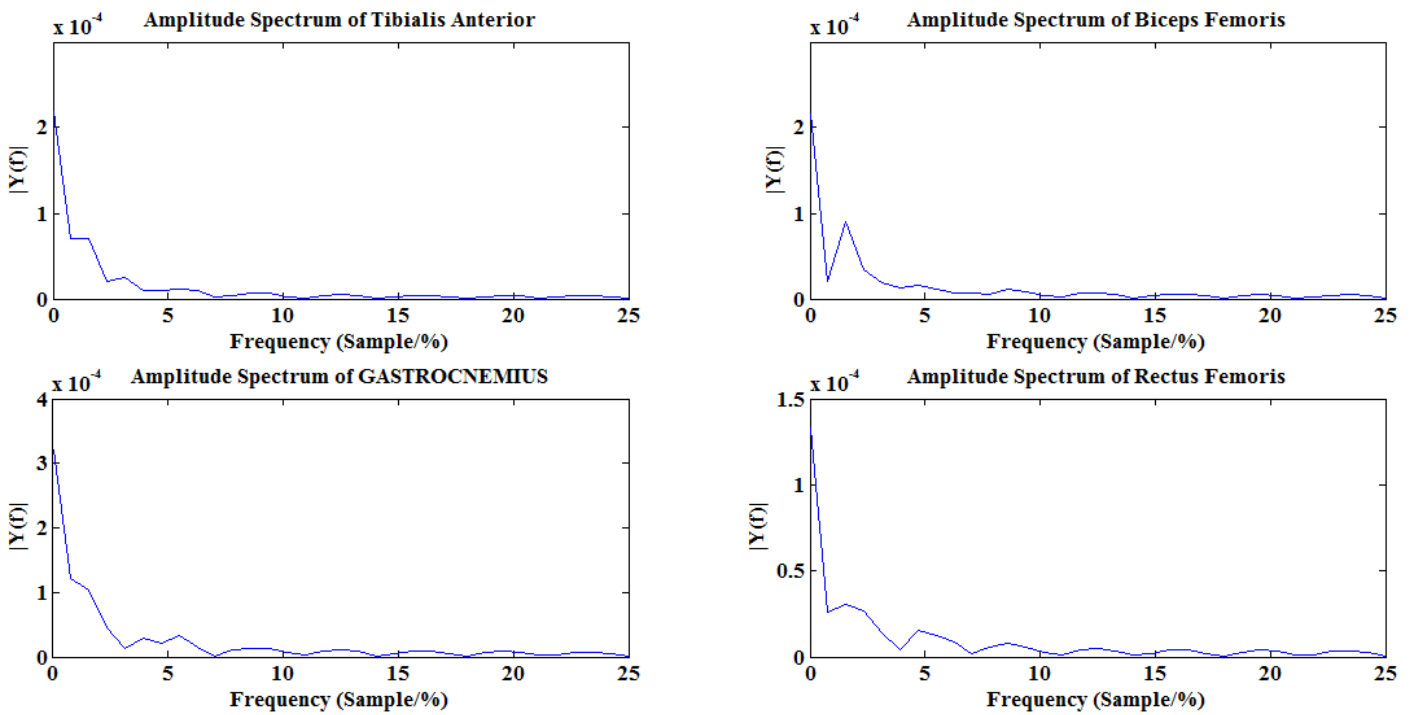 Amplitude Spectrum of Tibialis Anterior
x 10^-4
2
1
0
|Y(f)|
0 5 10 15 20 25
Frequency (Sample/%)
Amplitude Spectrum of Biceps Femoris
x 10^-4
2
1
0
|Y(f)|
0 5 10 15 20 25
Frequency (Sample/%)
Amplitude Spectrum of GASTROCNEMIUS
x 10^-4
4
3
2
1
0
|Y(f)|
0 5 10 15 20 25
Frequency (Sample/%)
Amplitude Spectrum of Rectus Femoris
x 10^-4
1.5
1
0.5
0
|Y(f)|
0 5 10 15 20 25
Frequency (Sample/%)